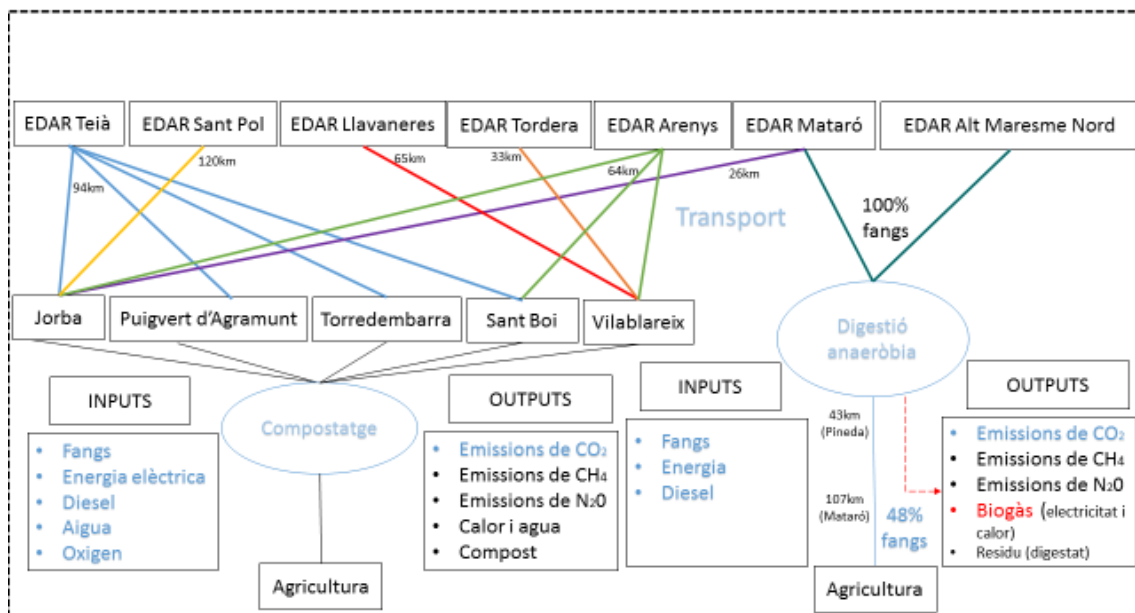 EDAR Teià
EDAR Sant Pol
EDAR Llavaneres
EDAR Tordera
EDAR Arenys
EDAR Mataró
EDAR Alt Maresme Nord
94km
120km
65km
33km
64km
26km
Transport
100%
fangs
Jorba
Puigvert d’Agramunt
Torredembarra
Sant Boi
Vilablareix
Digestió
anaeròbia
INPUTS
• Fangs
• Energia elèctrica
• Diesel
• Aigua
• Oxigen
Compostatge
Agricultura
OUTPUTS
• Emissions de CO₂
• Emissions de CH₄
• Emissions de N₂0
• Calor i agua
• Compost
INPUTS
• Fangs
• Energia
• Diesel
43km
(Pineda)
107km
(Mataró)
48%
fangs
Agricultura
OUTPUTS
• Emissions de CO₂
• Emissions de CH₄
• Emissions de N₂0
• Biogàs (electricitat i
calor)
• Residu (digestat)